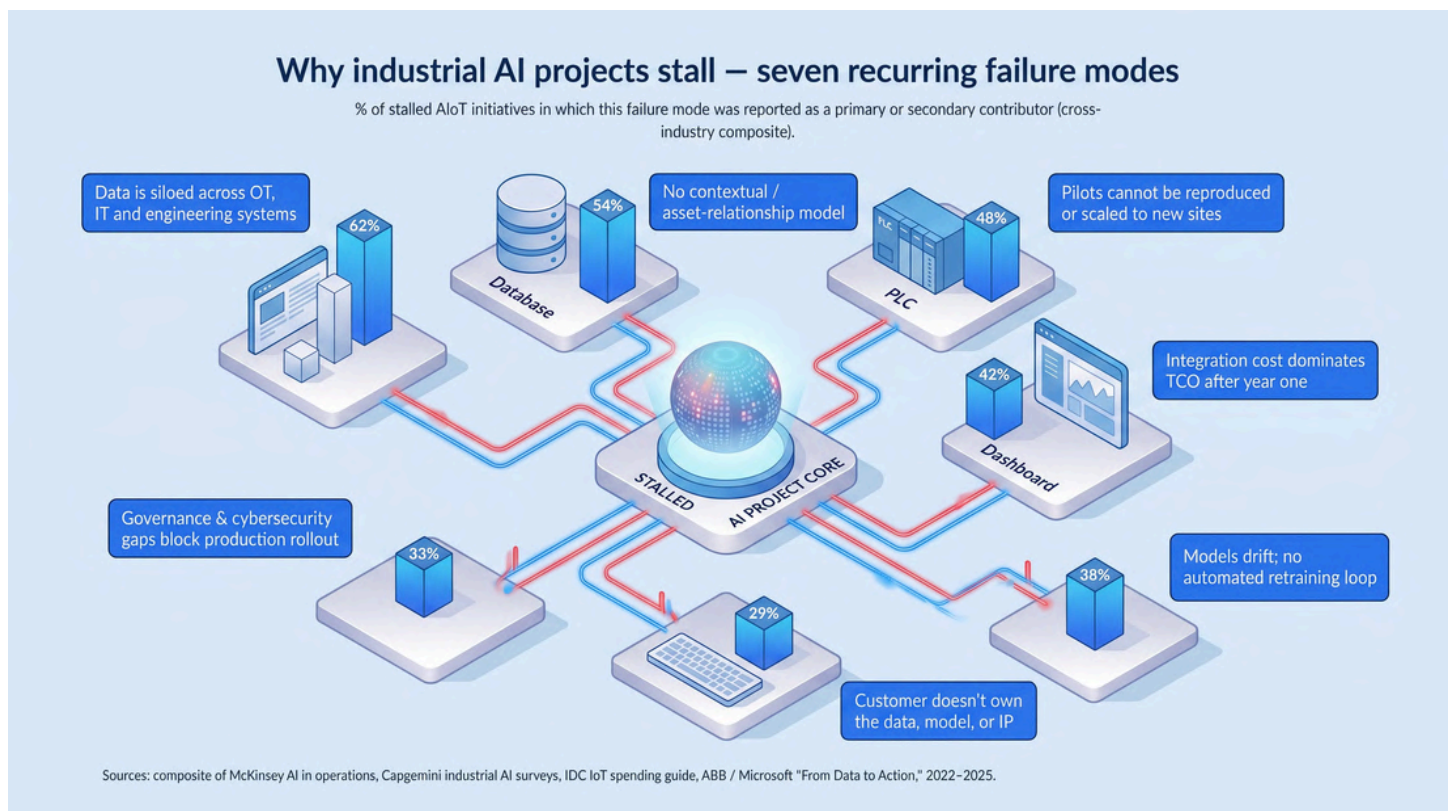 Why industrial AI projects stall — seven recurring failure modes
% of stalled AIoT initiatives in which this failure mode was reported as a primary or secondary contributor (cross-
industry composite).
Data is siloed across OT,
IT and engineering systems
62%
Database
54%
No contextual /
asset-relationship model
PLC
PLC
48%
Pilots cannot be reproduced
or scaled to new sites
42%
Dashboard
Integration cost dominates
TCO after year one
STALLED
AI PROJECT CORE
Governance & cybersecurity
gaps block production rollout
33%
29%
Customer doesn't own
the data, model, or IP
38%
Models drift; no
automated retraining loop
Sources: composite of McKinsey AI in operations, Capgemini industrial AI surveys, IDC IoT spending guide, ABB / Microsoft "From Data to Action," 2022–2025.